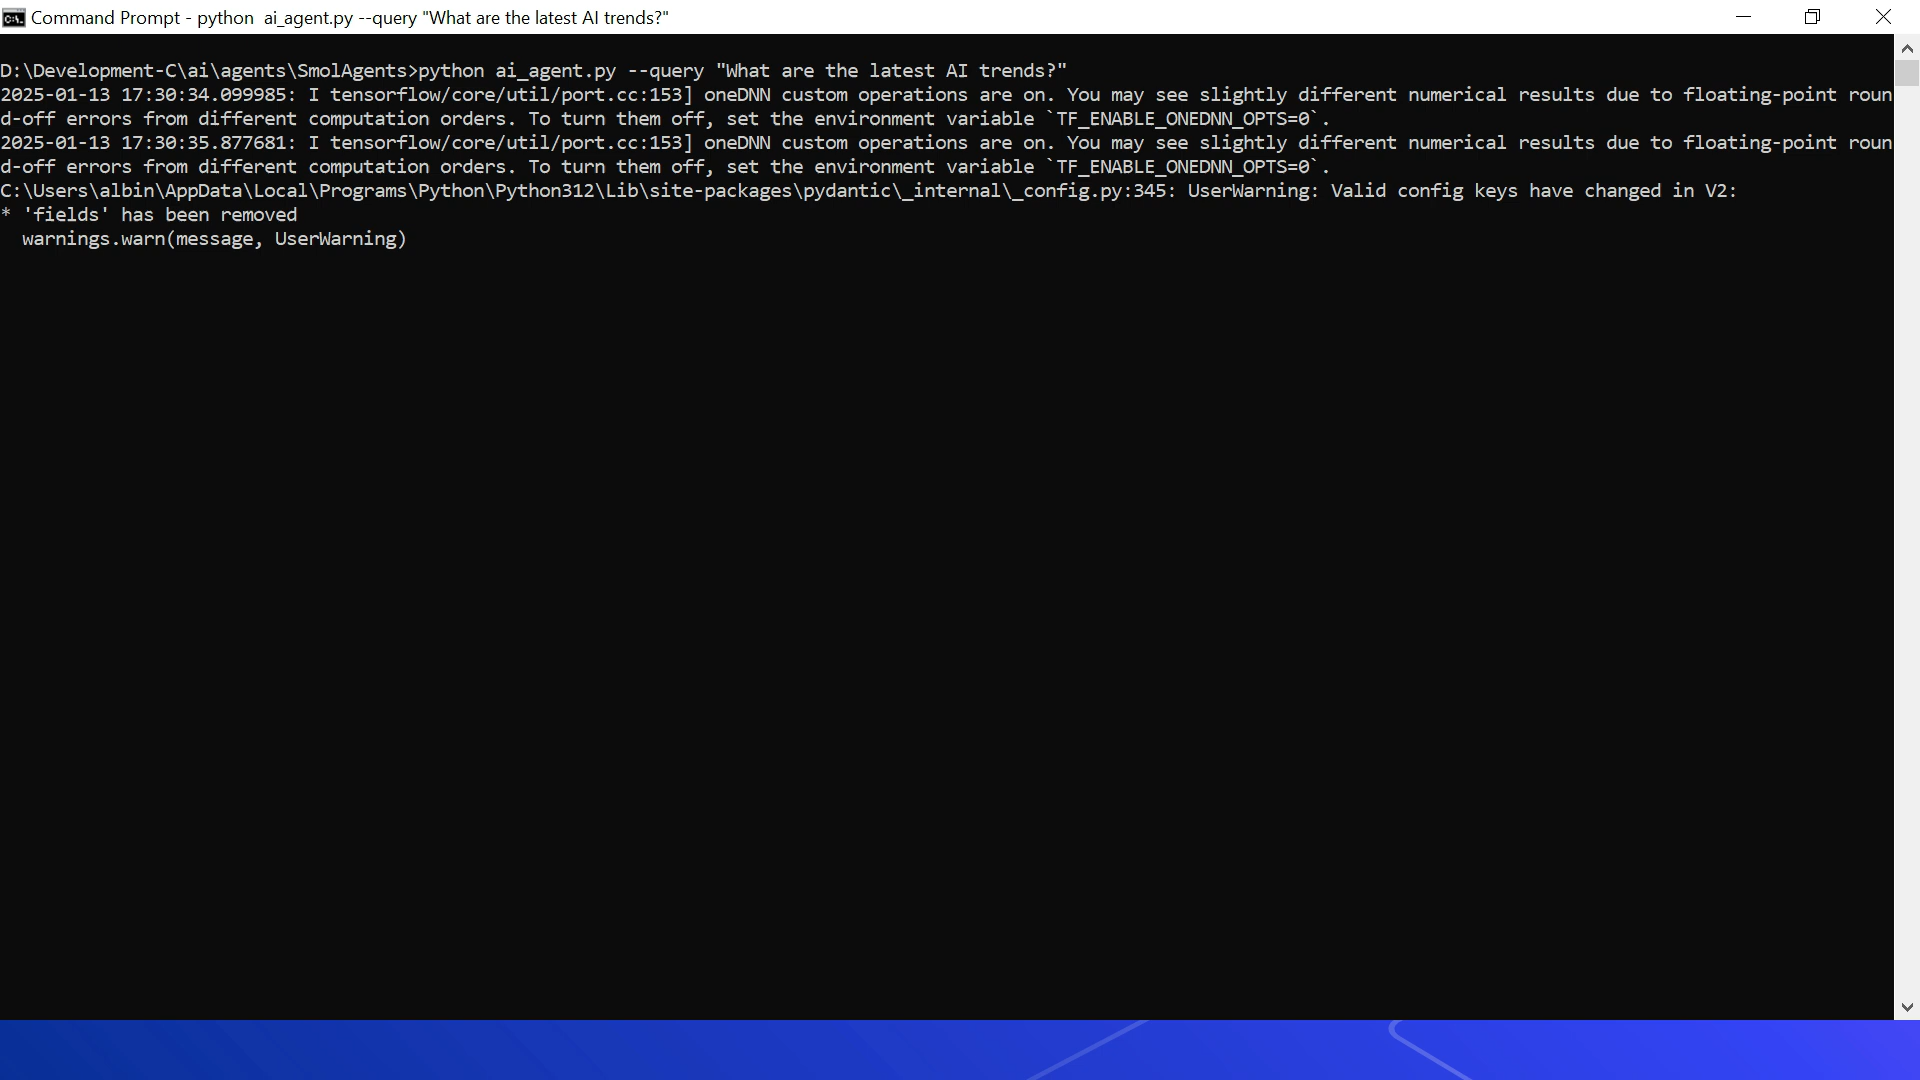 Command Prompt - python  ai_agent.py --query "What are the latest AI trends?"
D:\Development-C\ai\agents\SmolAgents>python ai_agent.py --query "What are the latest AI trends?"
2025-01-13 17:30:34.099985: I tensorflow/core/util/port.cc:153] oneDNN custom operations are on. You may see slightly different numerical results due to floating-point roun
d-off errors from different computation orders. To turn them off, set the environment variable `TF_ENABLE_ONEDNN_OPTS=0`.
2025-01-13 17:30:35.877681: I tensorflow/core/util/port.cc:153] oneDNN custom operations are on. You may see slightly different numerical results due to floating-point roun
d-off errors from different computation orders. To turn them off, set the environment variable `TF_ENABLE_ONEDNN_OPTS=0`.
C:\Users\albin\AppData\Local\Programs\Python\Python312\Lib\site-packages\pydantic\_internal\_config.py:345: UserWarning: Valid config keys have changed in V2:
* 'fields' has been removed
  warnings.warn(message, UserWarning)